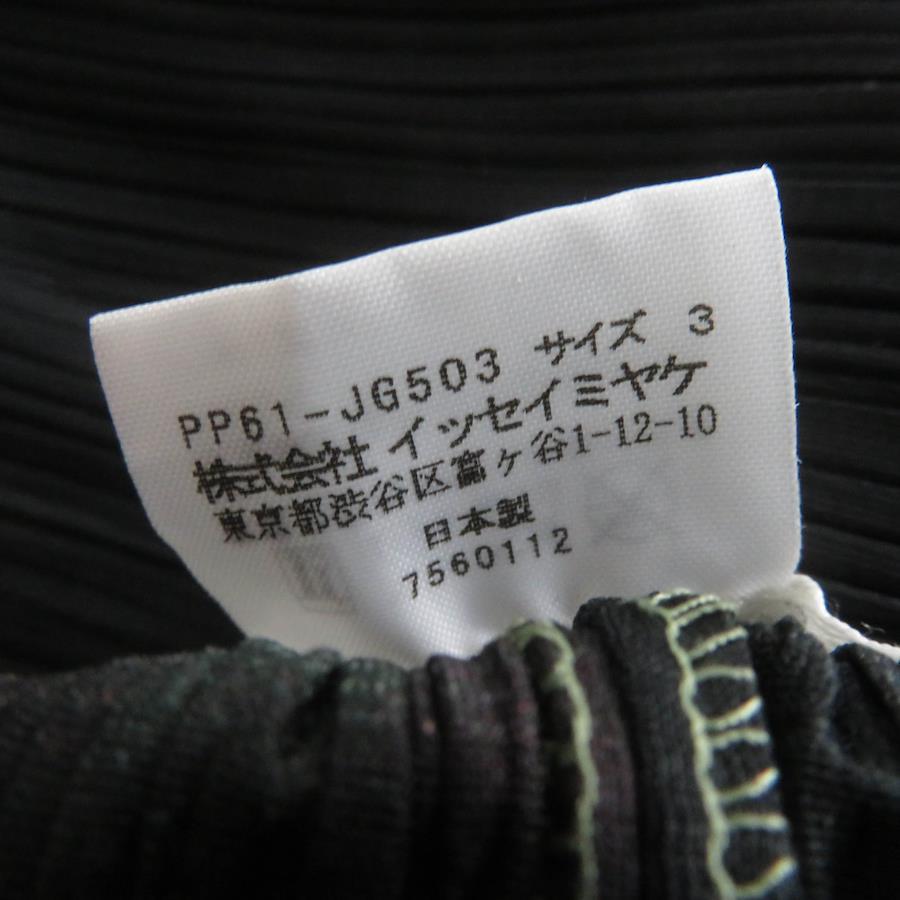 PP61-JG503 サイズ 3
株式会社 イッセイミヤケ
東京都渋谷区富ヶ谷1-12-10
日本製
7560112